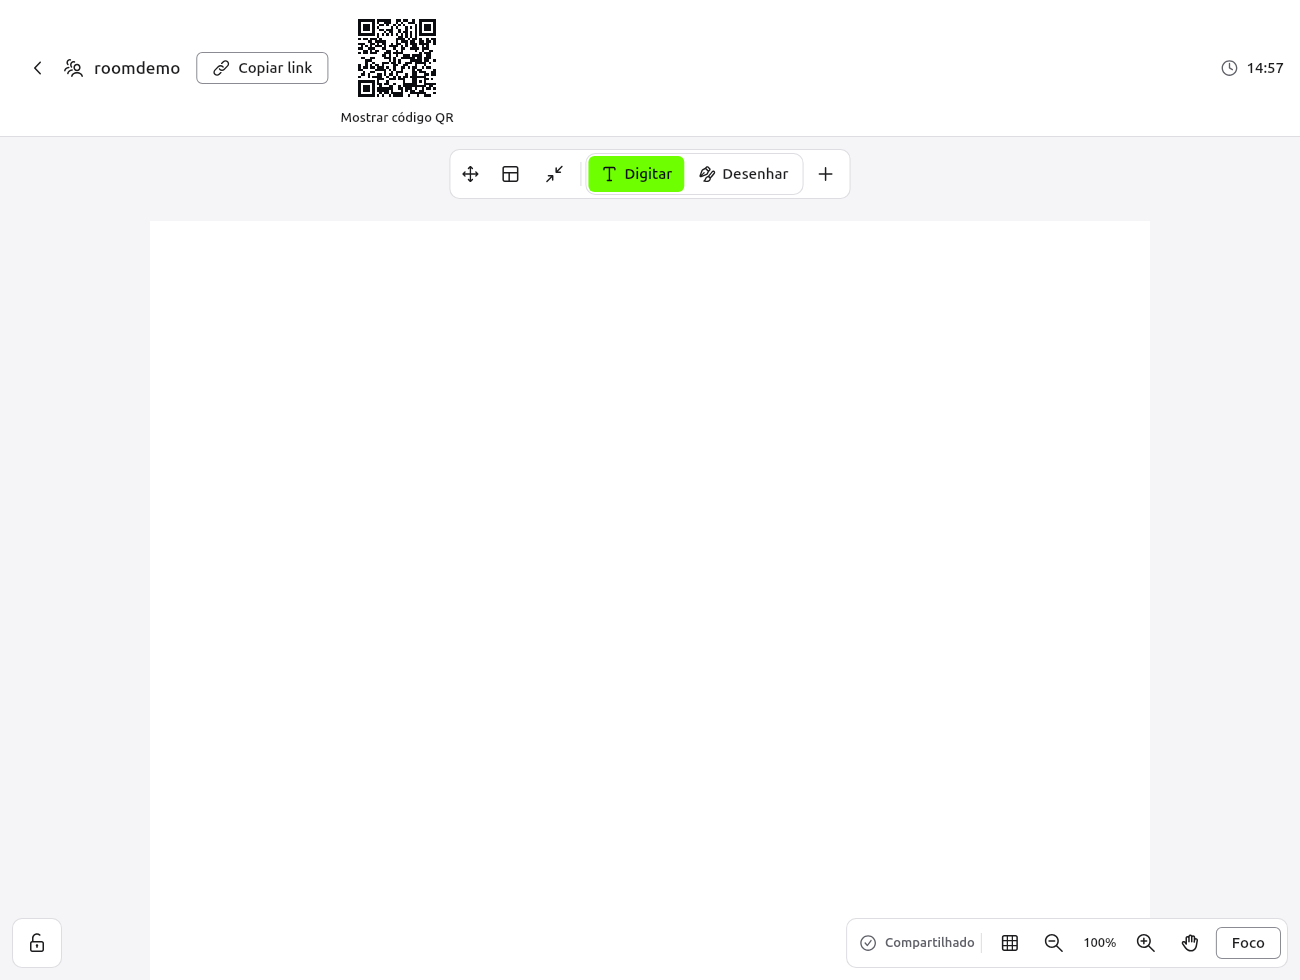 roomdemo
Copiar link
Mostrar código QR
14:57
Digitar
Desenhar
Compartilhado
100%
Foco